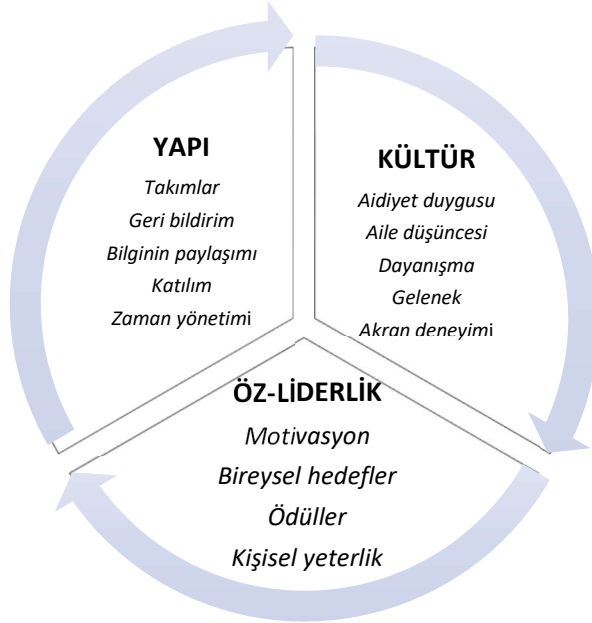 YAPI
Takımlar
Geri bildirim
Bilginin paylaşımı
Katılım
Zaman yönetimi
KÜLTÜR
Aidiyet duygusu
Aile düşüncesi
Dayanışma
Gelenek
Akran deneyimi
ÖZ-LİDERLİK
Motivasyon
Bireysel hedefler
Ödüller
Kişisel yeterlik